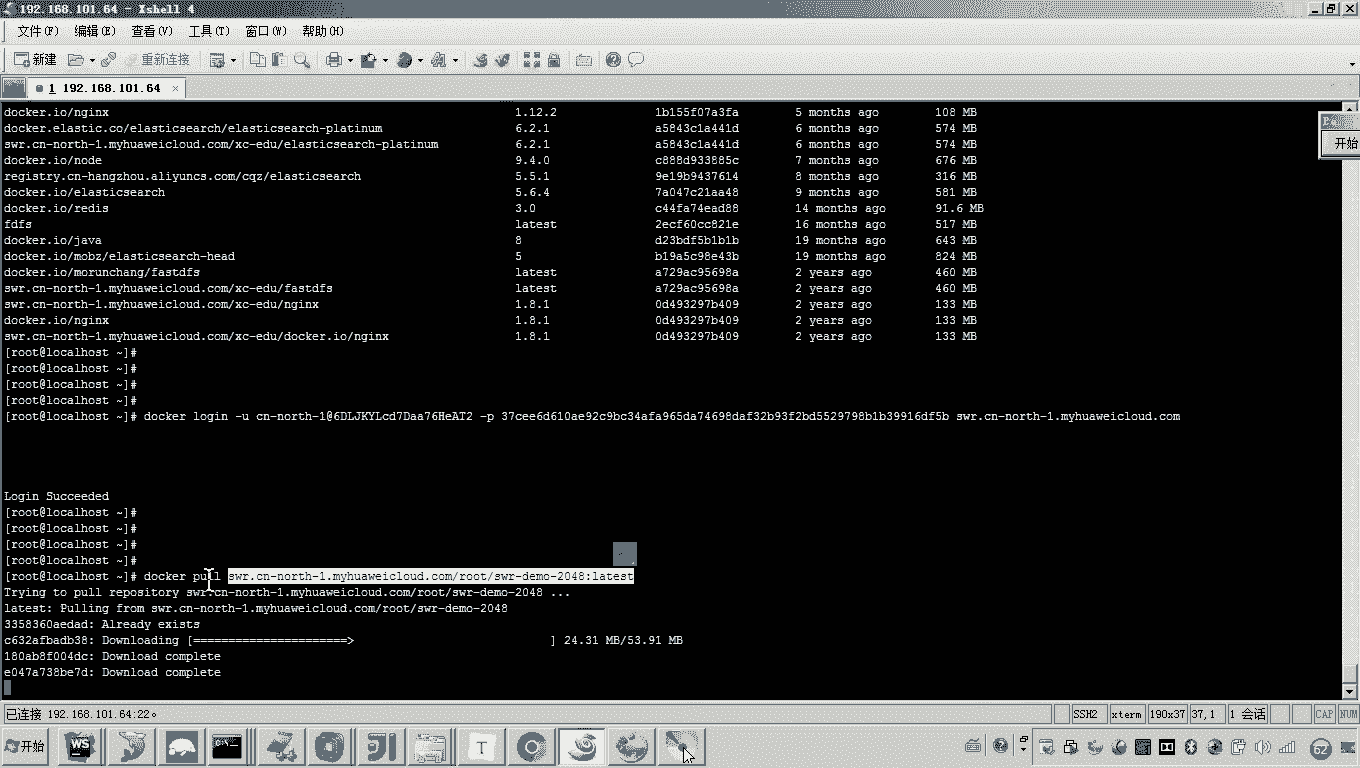 192.168.101.64 - Xshell 4
文件(F) 编辑(E) 查看(V) 工具(T) 窗口(W) 帮助(H)
新建 重新连接
1 192.168.101.64
docker.io/nginx 1.12.2 1b155f07a3fa 5 months ago 108 MB
docker.elastic.co/elasticsearch/elasticsearch-platinum 6.2.1 a5843c1a441d 6 months ago 574 MB
swr.cn-north-1.myhuaweicloud.com/xc-edu/elasticsearch-platinum 6.2.1 a5843c1a441d 6 months ago 574 MB
开始
docker.io/node 9.4.0 c888d933885c 7 months ago 676 MB
registry.cn-hangzhou.aliyuncs.com/cqz/elasticsearch 5.5.1 9e19b9437614 8 months ago 316 MB
docker.io/elasticsearch 5.6.4 7a047c21aa48 9 months ago 581 MB
docker.io/redis 3.0 c44fa74ead88 14 months ago 91.6 MB
fdfs latest 2ecf60cc821e 16 months ago 517 MB
docker.io/java 8 d23bdf5b1b1b 19 months ago 643 MB
docker.io/mobz/elasticsearch-head 5 b19a5c98e43b 19 months ago 824 MB
docker.io/morunchang/fastdfs latest a729ac95698a 2 years ago 460 MB
swr.cn-north-1.myhuaweicloud.com/xc-edu/fastdfs latest a729ac95698a 2 years ago 460 MB
swr.cn-north-1.myhuaweicloud.com/xc-edu/nginx 1.8.1 0d493297b409 2 years ago 133 MB
docker.io/nginx 1.8.1 0d493297b409 2 years ago 133 MB
swr.cn-north-1.myhuaweicloud.com/xc-edu/docker.io/nginx 1.8.1 0d493297b409 2 years ago 133 MB
[root@localhost ~]#
[root@localhost ~]#
[root@localhost ~]#
[root@localhost ~]#
[root@localhost ~]# docker login -u cn-north-1@6DLJKYLcd7Daa76HeAT2 -p 37cee6d610ae92c9bc34afa965da74698daf32b93f2bd5529798b1b39916df5b swr.cn-north-1.myhuaweicloud.com
Login Succeeded
[root@localhost ~]#
[root@localhost ~]#
[root@localhost ~]#
[root@localhost ~]#
[root@localhost ~]# docker pull swr.cn-north-1.myhuaweicloud.com/root/swr-demo-2048:latest
Trying to pull repository swr.cn-north-1.myhuaweicloud.com/root/swr-demo-2048 ...
latest: Pulling from swr.cn-north-1.myhuaweicloud.com/root/swr-demo-2048
3358360aedad: Already exists
c632afbadb38: Downloading [======================> ] 24.31 MB/53.91 MB
180ab8f004dc: Download complete
e047a738be7d: Download complete
已连接 192.168.101.64:22。 SSH2 xterm 190x37 37,1 1 会话 CAP NUM
开始 WS T 62